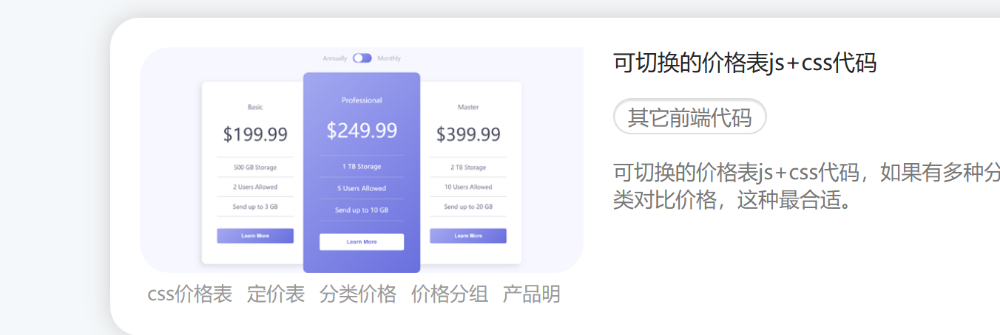 Annually Monthly
Basic
$199.99
500 GB Storage
2 Users Allowed
Send up to 3 GB
Learn More
Professional
$249.99
1 TB Storage
5 Users Allowed
Send up to 10 GB
Learn More
Master
$399.99
2 TB Storage
10 Users Allowed
Send up to 20 GB
Learn More
css价格表 定价表 分类价格 价格分组 产品明
可切换的价格表js+css代码
其它前端代码
可切换的价格表js+css代码，如果有多种分
类对比价格，这种最合适。